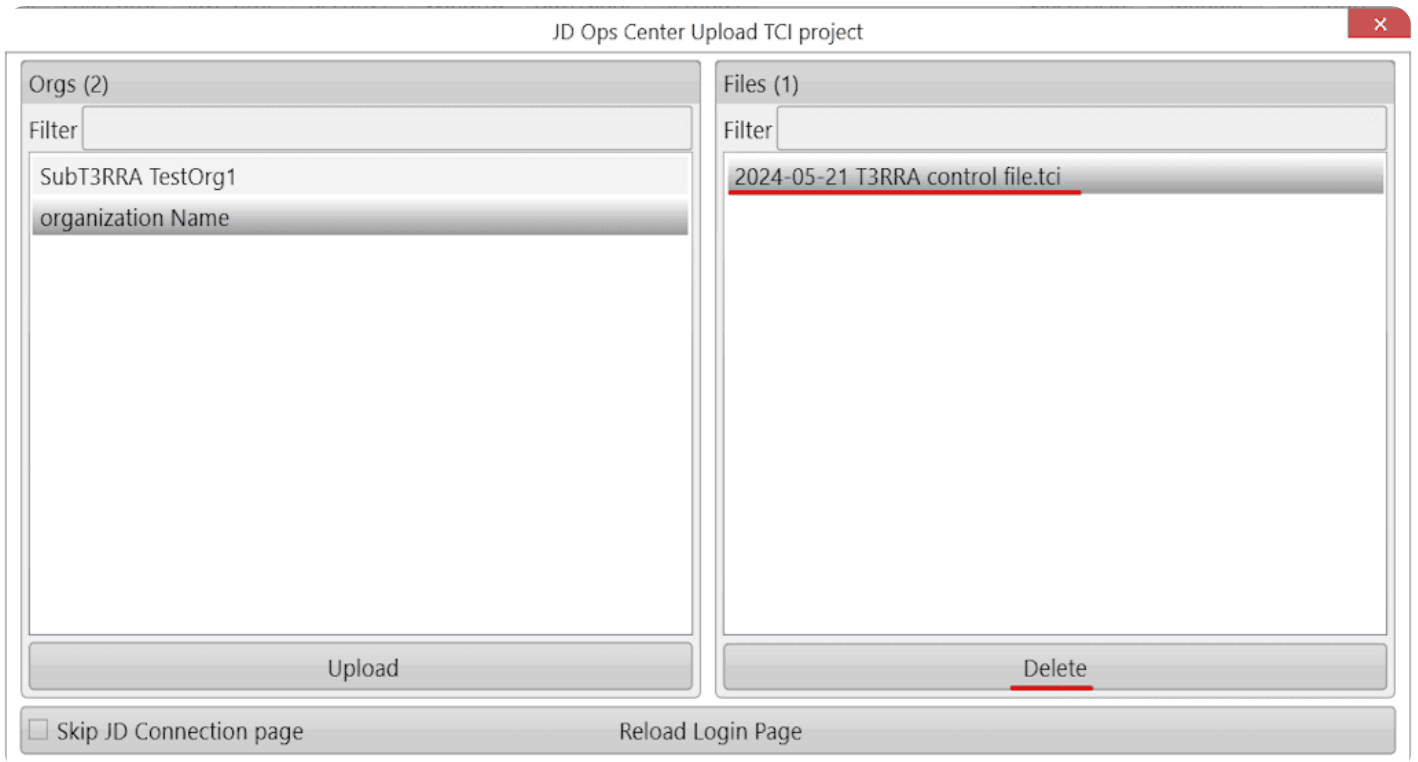 JD Ops Center Upload TCI project
Orgs (2)
Filter
SubT3RRA TestOrg1
organization Name
Upload
Files (1)
Filter
2024-05-21 T3RRA control file.tci
Delete
Skip JD Connection page
Reload Login Page